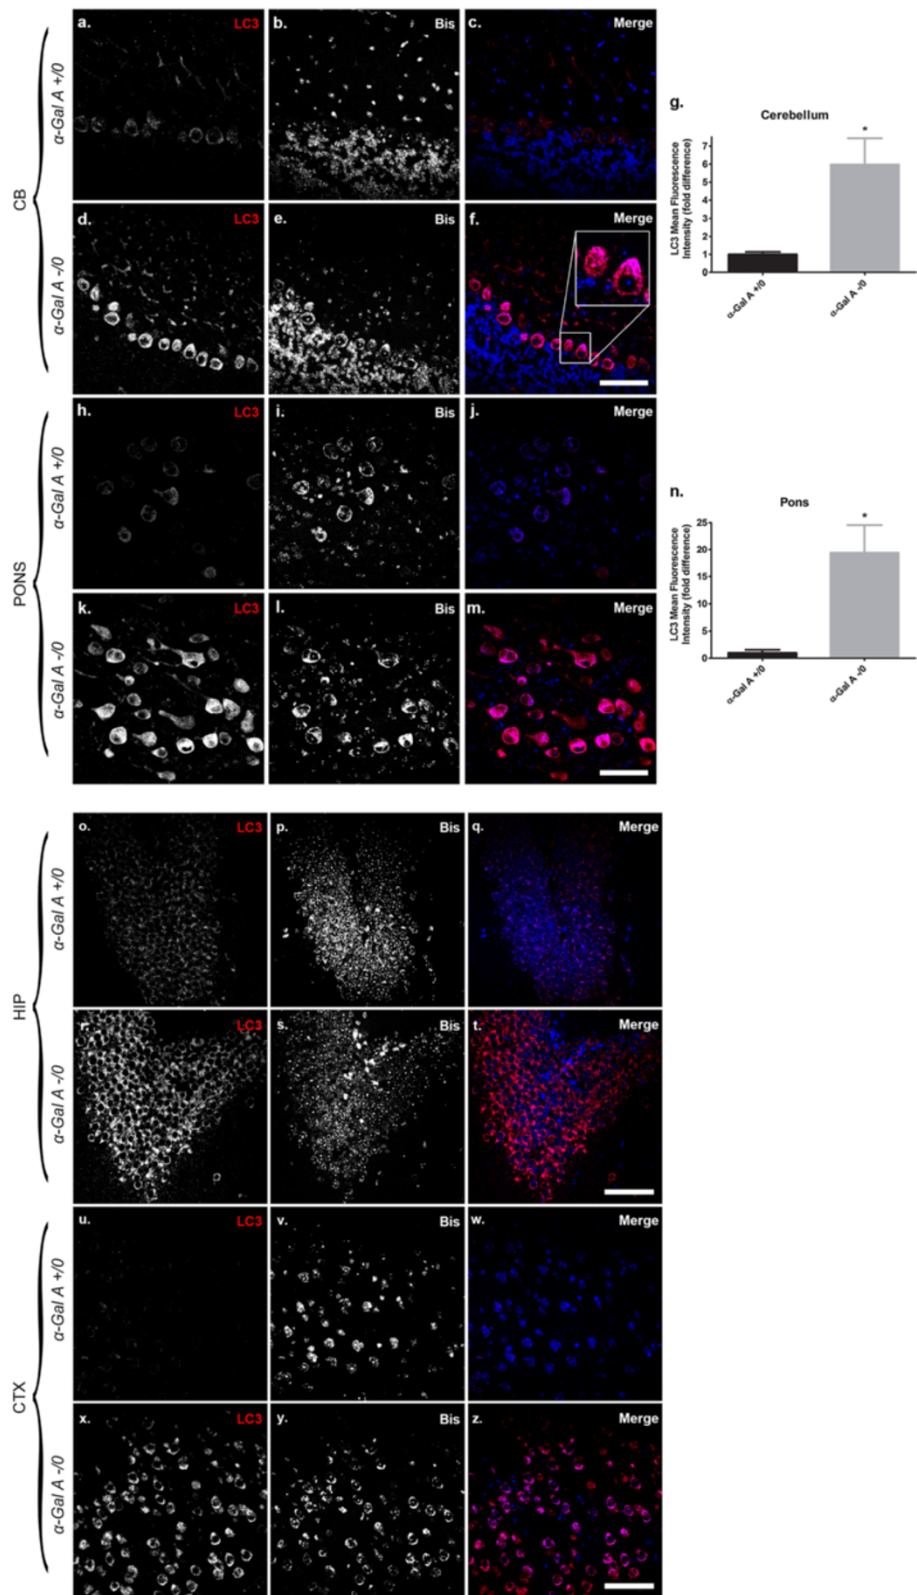 CB
α-Gal A +/0
a. LC3
b. Bis
c. Merge
α-Gal A -/0
d. LC3
e. Bis
f. Merge
g.
Cerebellum
LC3 Mean Fluorescence
Intensity (fold difference)
7
6
5
4
3
2
1
0
*
α-Gal A +/0
α-Gal A -/0
PONS
α-Gal A +/0
h. LC3
i. Bis
j. Merge
α-Gal A -/0
k. LC3
l. Bis
m. Merge
n.
Pons
LC3 Mean Fluorescence
Intensity (fold difference)
25
20
15
10
5
0
*
α-Gal A +/0
α-Gal A -/0
HIP
α-Gal A +/0
o. LC3
p. Bis
q. Merge
α-Gal A -/0
r. LC3
s. Bis
t. Merge
CTX
α-Gal A +/0
u. LC3
v. Bis
w. Merge
α-Gal A -/0
x. LC3
y. Bis
z. Merge